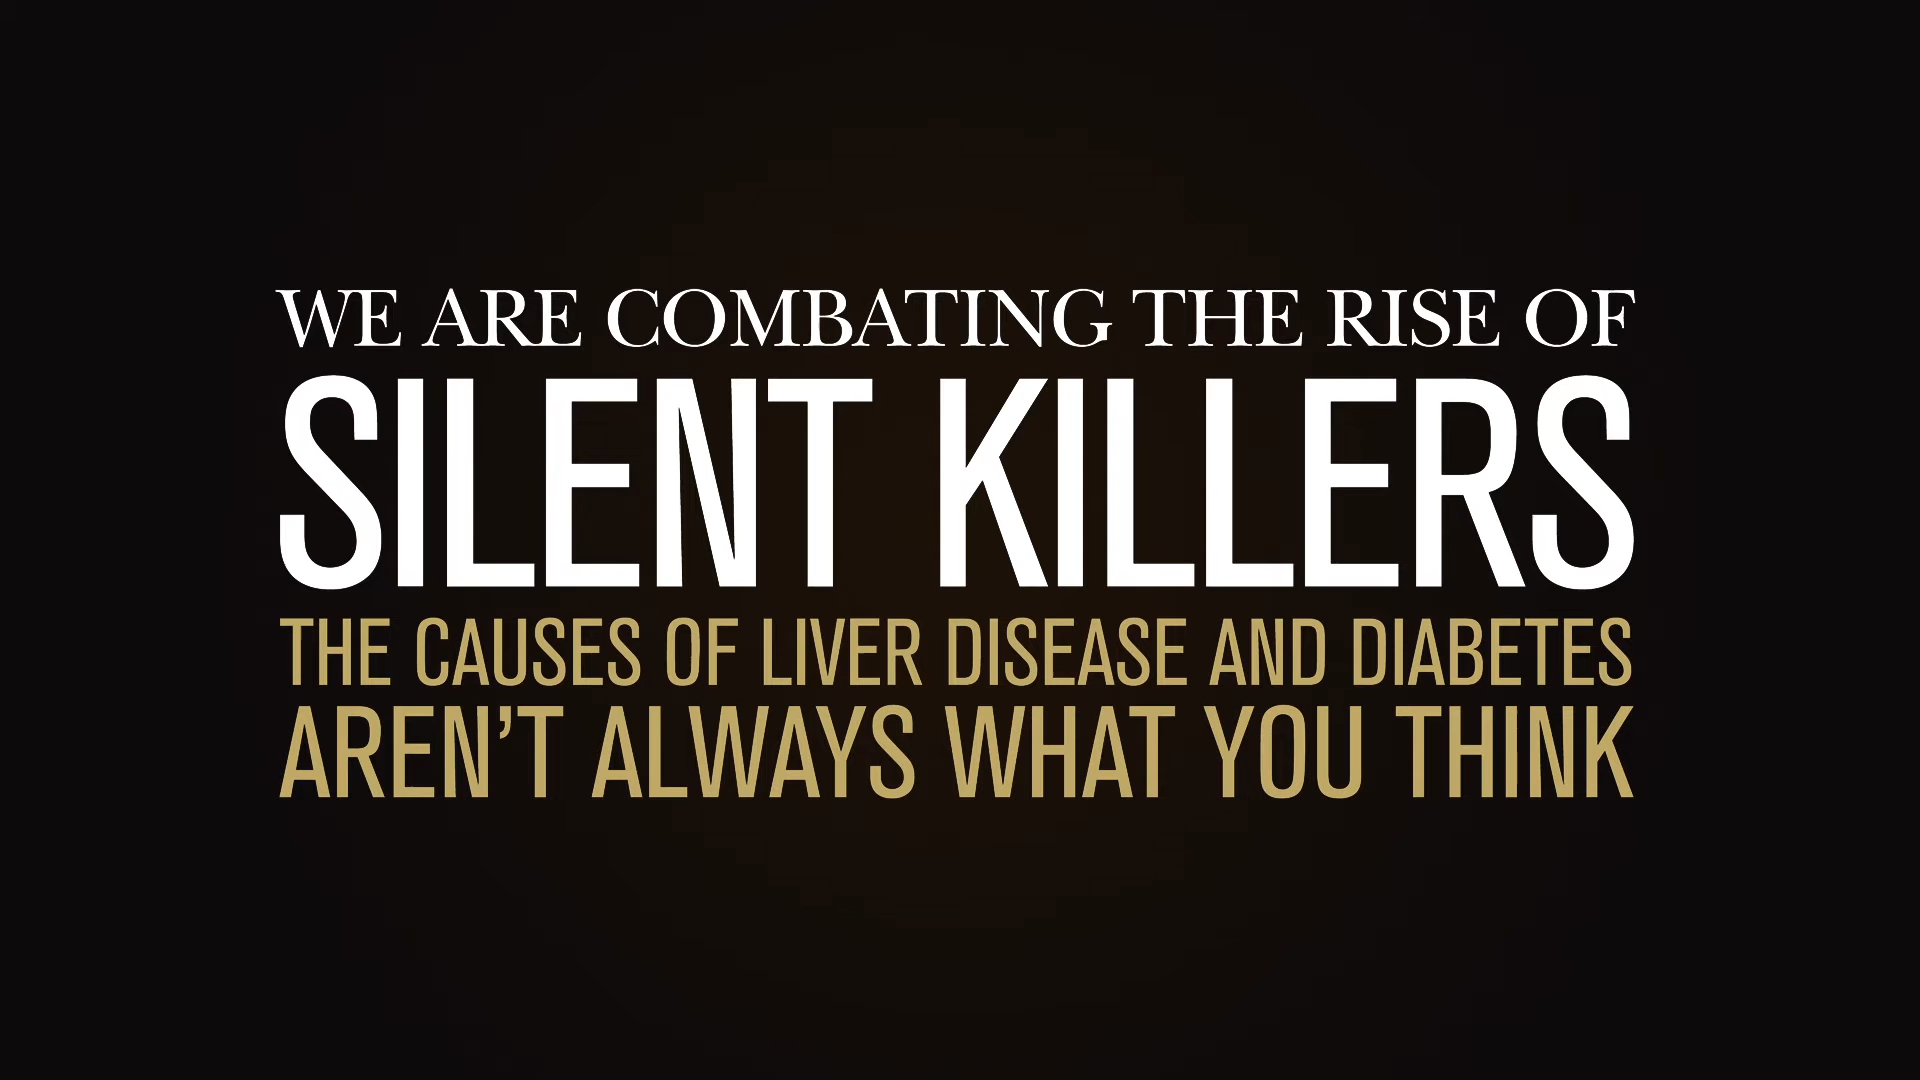 WE ARE COMBATING THE RISE OF
SILENT KILLERS
THE CAUSES OF LIVER DISEASE AND DIABETES
AREN’T ALWAYS WHAT YOU THINK